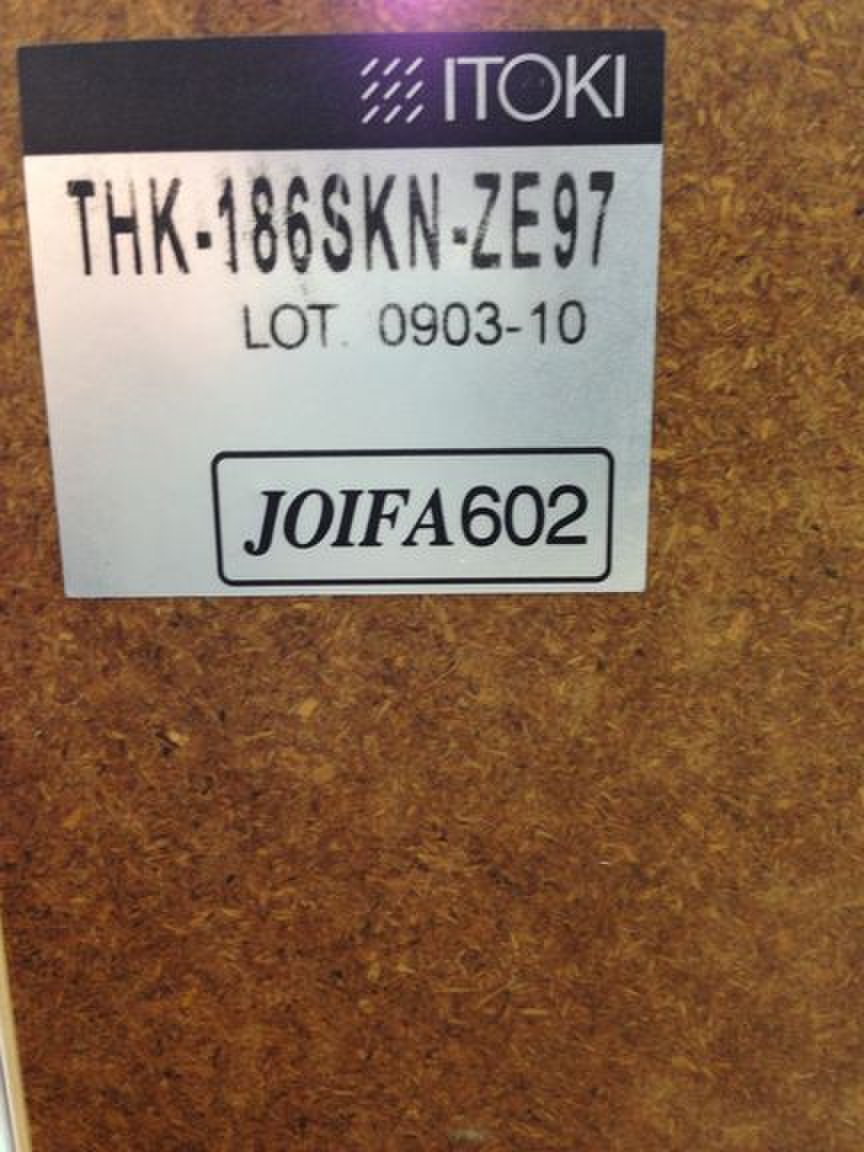 ITOKI
THK-186SKN-ZE97
LOT. 0903-10
JOIFA602